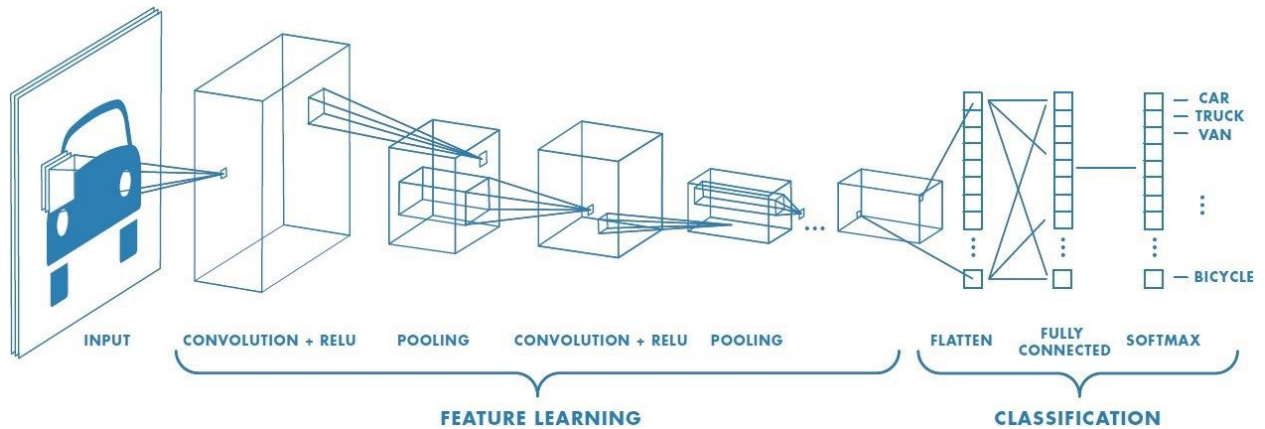 CAR
TRUCK
VAN
BICYCLE
INPUT
CONVOLUTION + RELU
POOLING
CONVOLUTION + RELU
POOLING
FLATTEN
FULLY
CONNECTED
SOFTMAX
FEATURE LEARNING
CLASSIFICATION